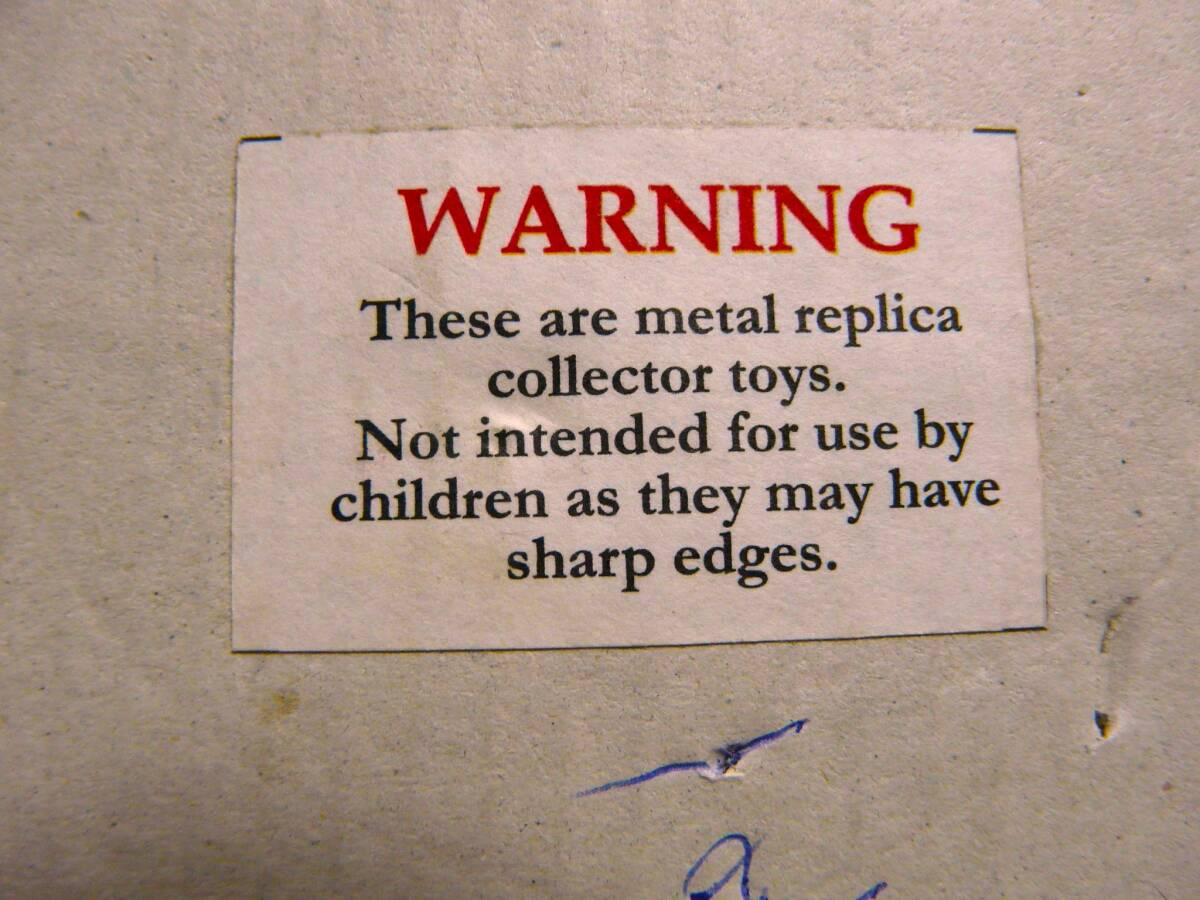 WARNING
These are metal replica
collector toys.
Not intended for use by
children as they may have
sharp edges.